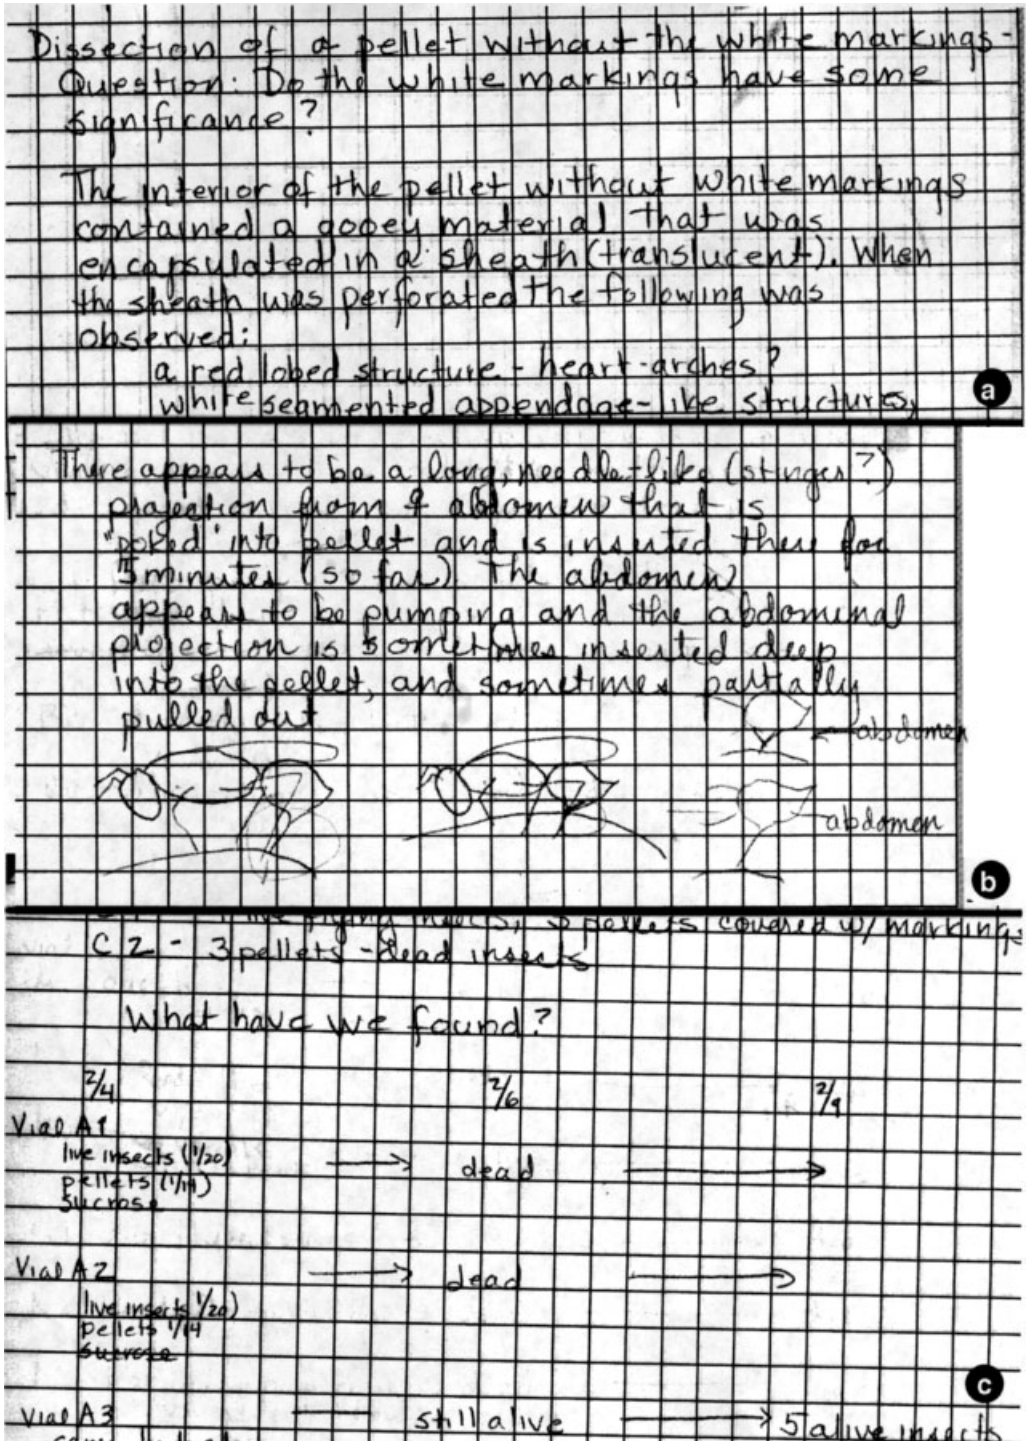 Dissection of a pellet without the white markings -
Question: Do the white markings have some
significance?
The interior of the pellet without white markings
contained a gooey material that was
encapsulated in a sheath (translucent). When
the sheath was perforated the following was
observed:
a red lobed structure - heart-arches?
white segmented appendage-like structures,
a
There appears to be a long, needle-like (stinger?)
projection from ♀ abdomen that is
"poked" into pellet and is inserted there for
5 minutes (so far). The abdomen
appears to be pumping and the abdominal
projection is sometimes inserted deep
into the pellet, and sometimes partially
pulled out
abdomen
abdomen
b
flying insects, 3 pellets covered w/ markings
C2 - 3 pellets - dead insects
What have we found?
2/4 2/6 2/9
Vial A1
live insects (1/20) → dead →
pellets (1/14)
sucrose
Vial A2 → dead →
live insects 1/20)
pellets 1/14
sucrose
c
Vial A3 → still alive → 5 alive insects